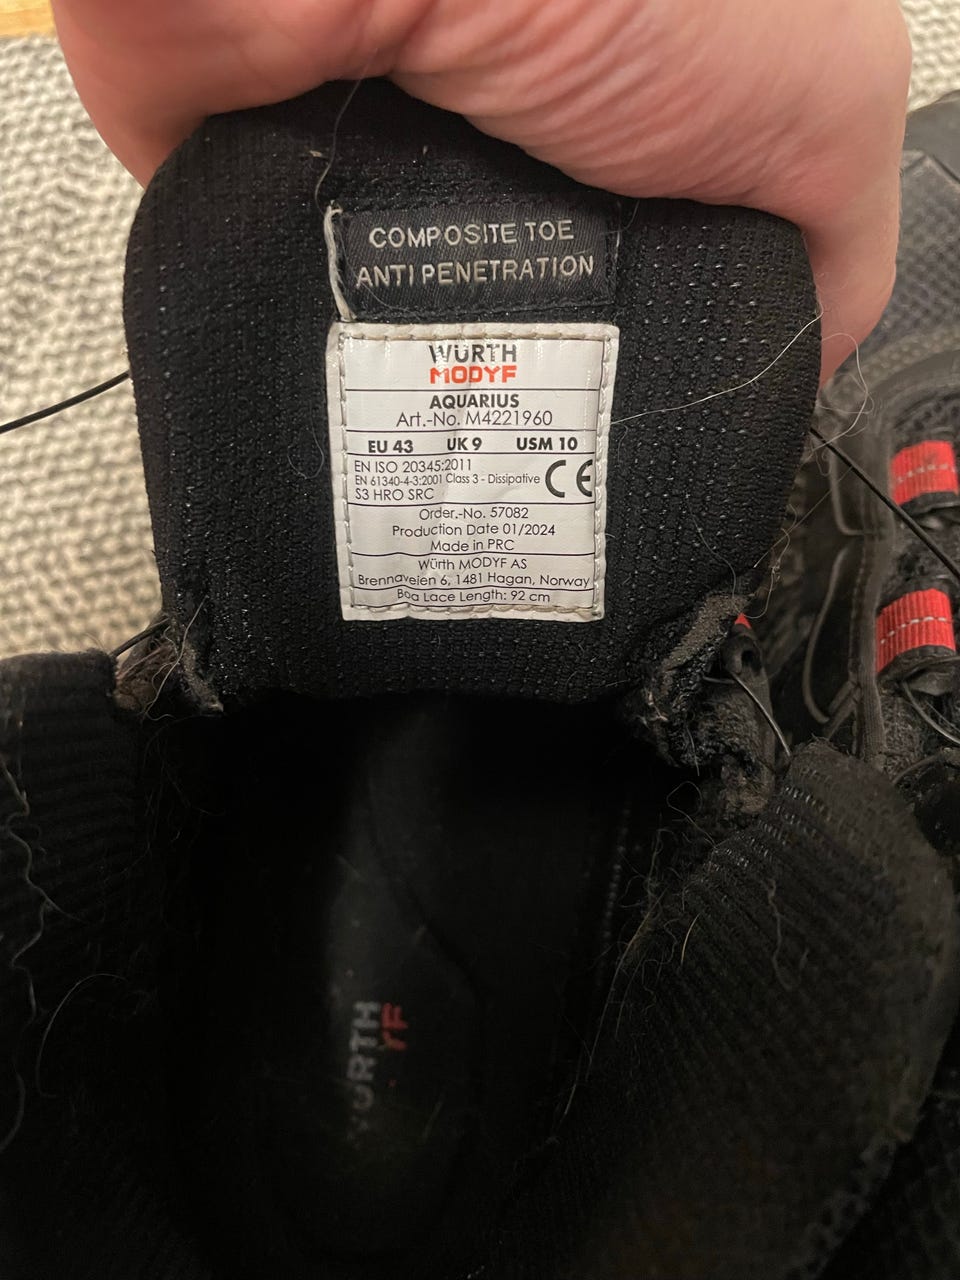 COMPOSITE TOE
ANTI PENETRATION
WÜRTH
MODYF
AQUARIUS
Art.-No. M4221960
EU 43 UK 9 USM 10
EN ISO 20345:2011
EN 61340-4-3:2001 Class 3 - Dissipative
S3 HRO SRC
CE
Order.-No. 57082
Production Date 01/2024
Made in PRC
Würth MODYF AS
Brennaveien 6, 1481 Hagan, Norway
Boa Lace Length: 92 cm
WÜRTH
YF